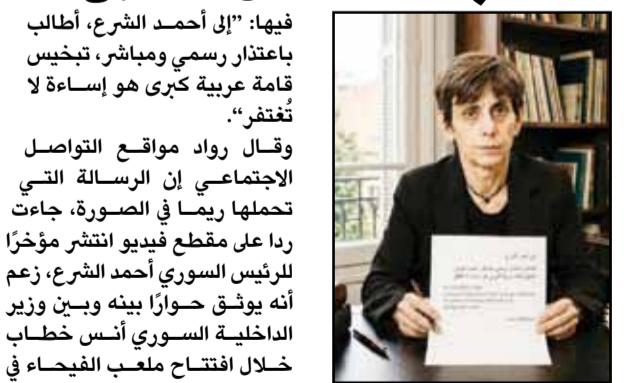 فيها: ”إلى أحمد الشرع، أطالب
باعتذار رسمي ومباشر، تبخيس
قامة عربية كبرى هو إساءة لا
تُغتفر“.
وقال رواد مواقع التواصل
الاجتماعي إن الرسالة التي
تحملها ريما في الصورة، جاءت
ردا على مقطع فيديو انتشر مؤخرًا
للرئيس السوري أحمد الشرع، زعم
أنه يوثق حوارًا بينه وبين وزير
الداخلية السوري أنس خطاب
خلال افتتاح ملعب الفيحاء في